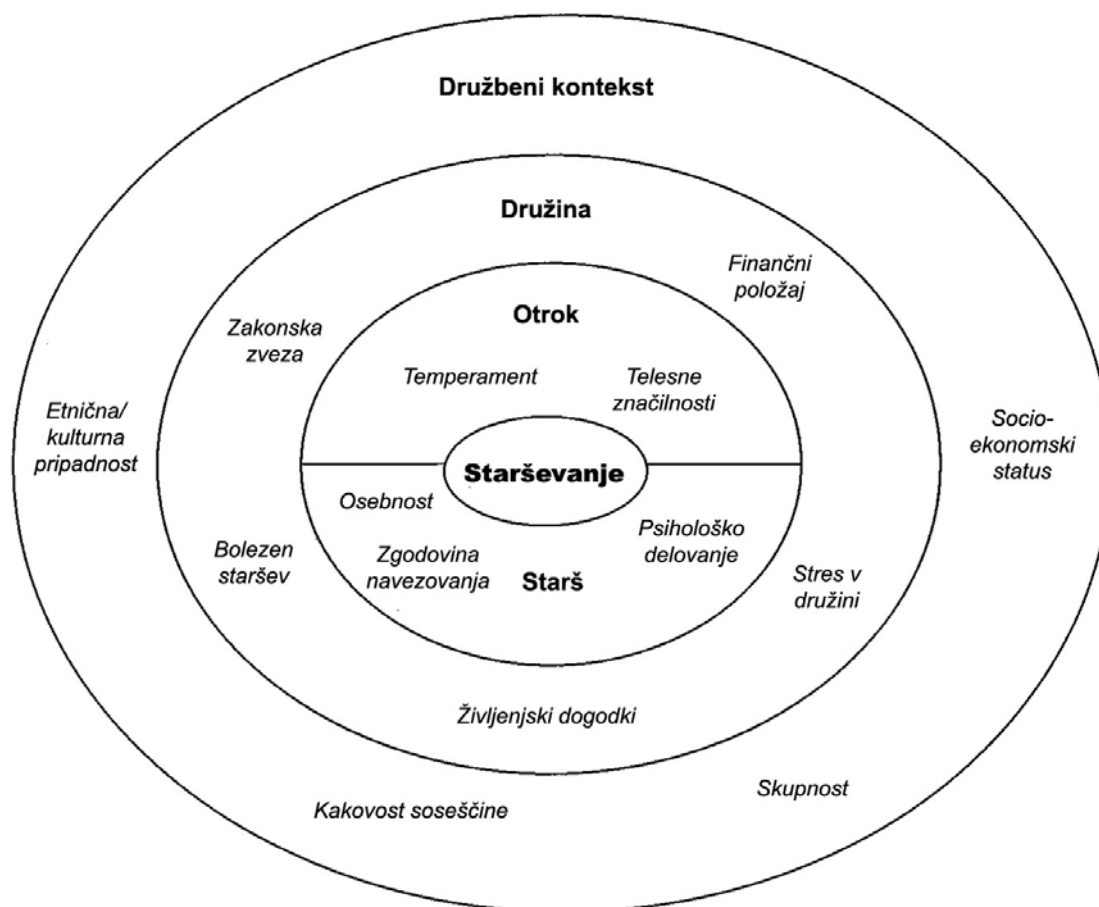 Družbeni kontekst
Družina
Finančni
položaj
Otrok
Zakonska
zveza
Temperament
Telesne
značilnosti
Etnična/
kulturna
pripadnost
Socio-
ekonomski
status
Starševanje
Osebnost
Psihološko
delovanje
Zgodovina
navezovanja
Starš
Bolezen
staršev
Stres v
družini
Življenjski dogodki
Skupnost
Kakovost soseščine